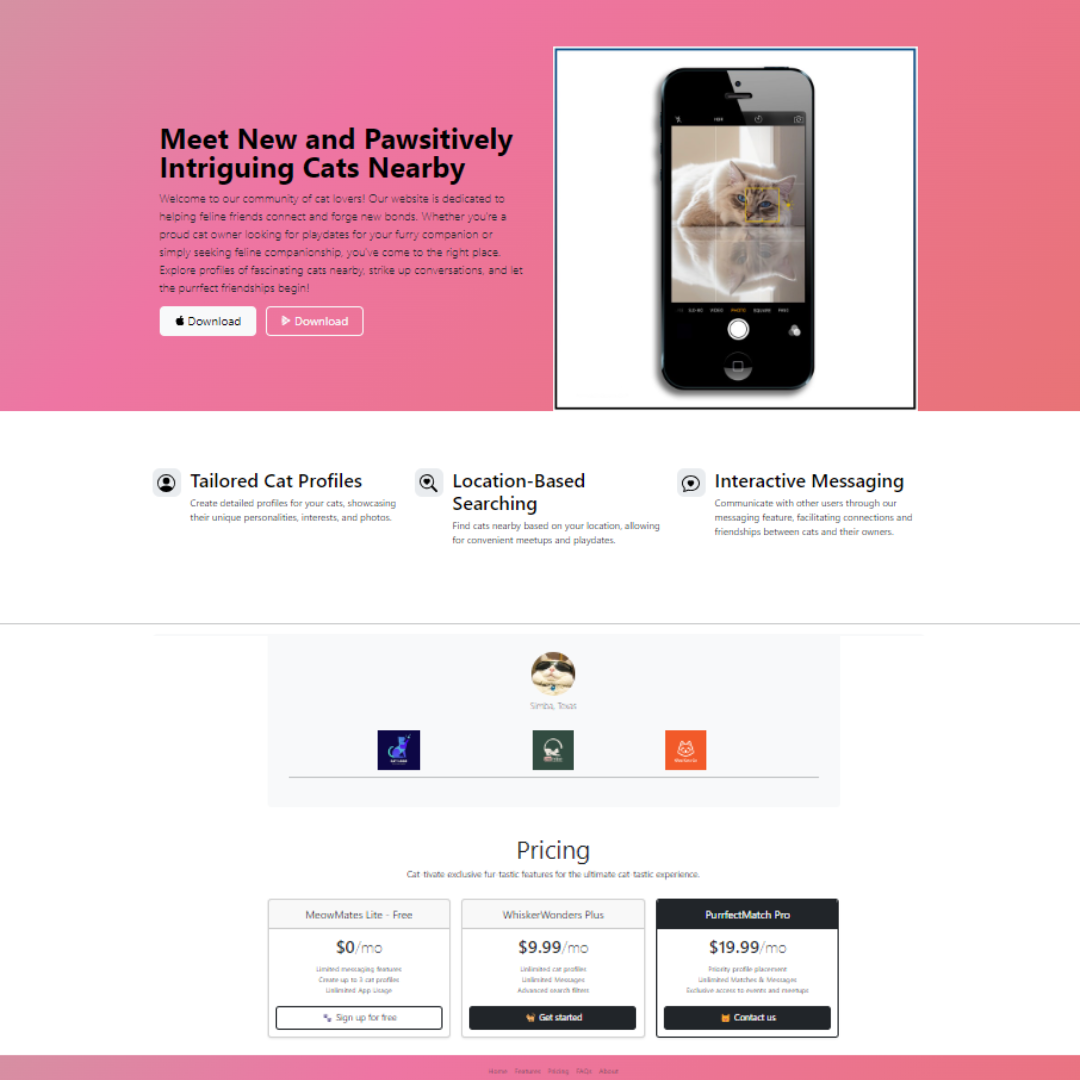 Meet New and Pawsitively
Intriguing Cats Nearby
Welcome to our community of cat lovers! Our website is dedicated to
helping feline friends connect and forge new bonds. Whether you're a
proud cat owner looking for playdates for your furry companion or
simply seeking feline companionship, you've come to the right place.
Explore profiles of fascinating cats nearby, strike up conversations, and let
the purrfect friendships begin!
Download
Download
VIDEO PHOTO SQUARE
Tailored Cat Profiles
Create detailed profiles for your cats, showcasing
their unique personalities, interests, and photos.
Location-Based
Searching
Find cats nearby based on your location, allowing
for convenient meetups and playdates.
Interactive Messaging
Communicate with other users through our
messaging feature, facilitating connections and
friendships between cats and their owners.
Simba, Texas
Pricing
Cat-tivate exclusive fur-tastic features for the ultimate cat-tastic experience.
MeowMates Lite - Free
$0/mo
Limited messaging features
Create up to 3 cat profiles
Unlimited App Usage
Sign up for free
WhiskerWonders Plus
$9.99/mo
Unlimited cat profiles
Unlimited Messages
Advanced search filters
Get started
PurrfectMatch Pro
$19.99/mo
Priority profile placement
Unlimited Matches & Messages
Exclusive access to events and meetups
Contact us
Home Features Pricing FAQs About